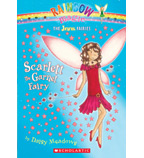 RAINBOW
magic
THE Jewel FAIRIES
Scarlett
the Garnet
Fairy
by Daisy Meadows
SCHOLASTIC